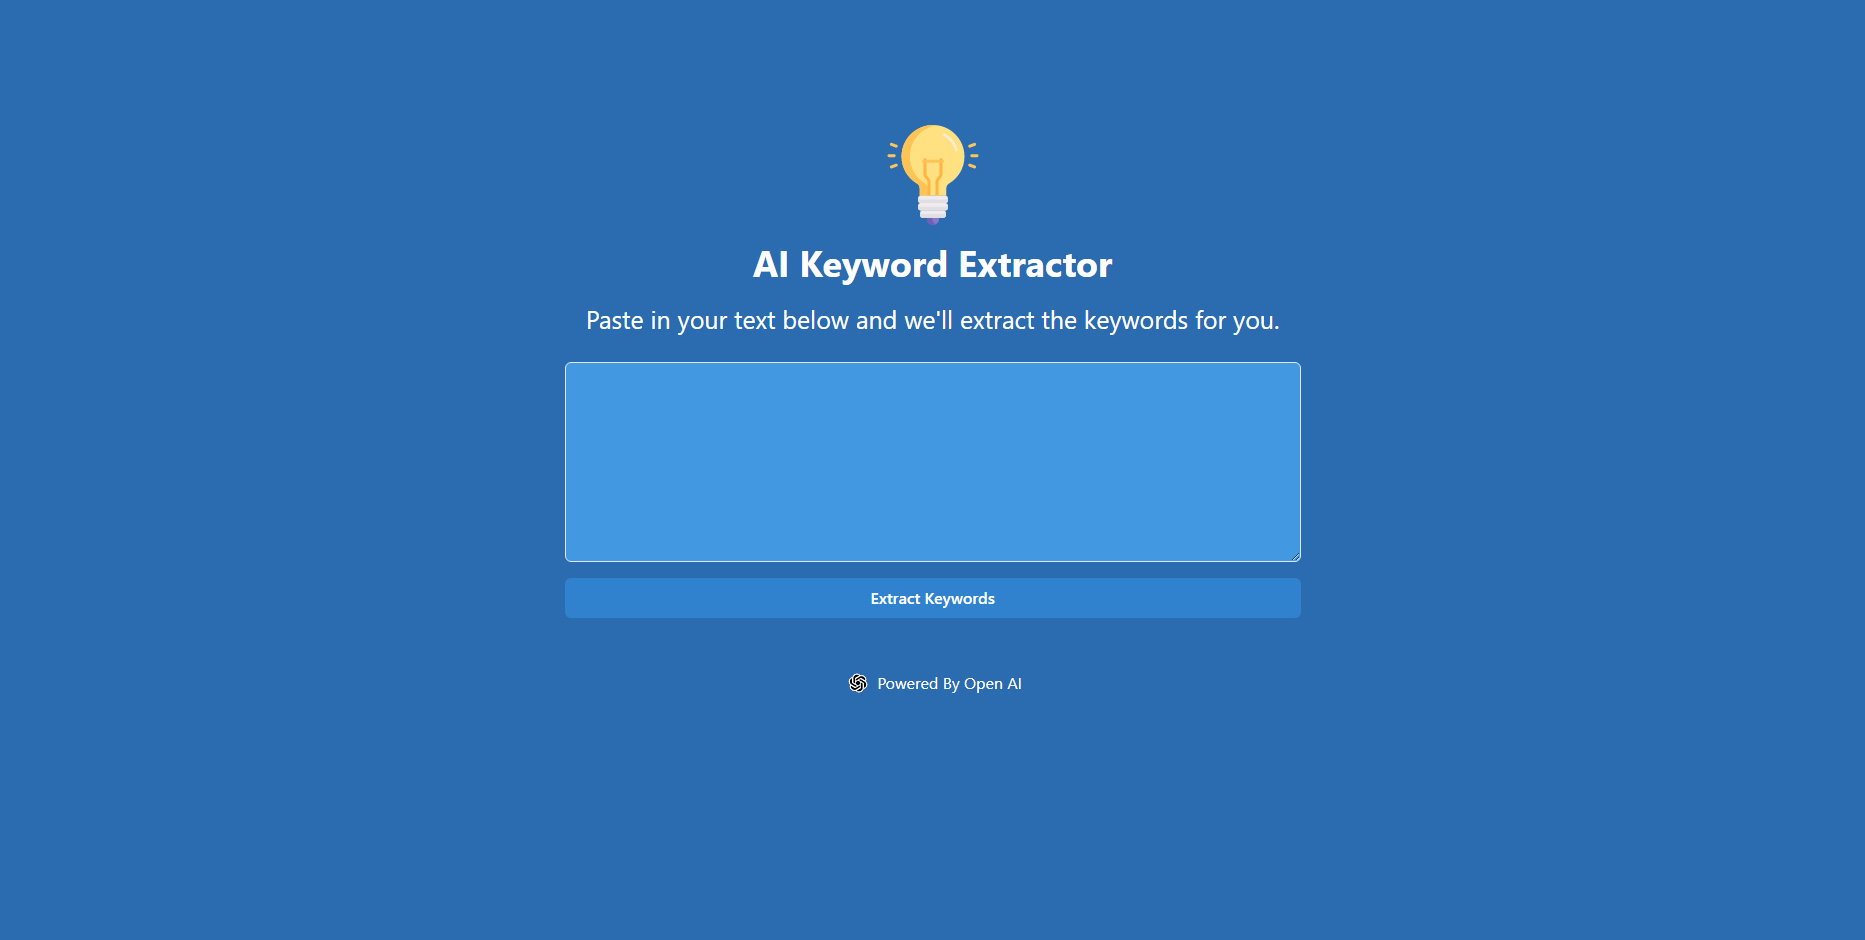 AI Keyword Extractor
Paste in your text below and we'll extract the keywords for you.
Extract Keywords
Powered By Open AI